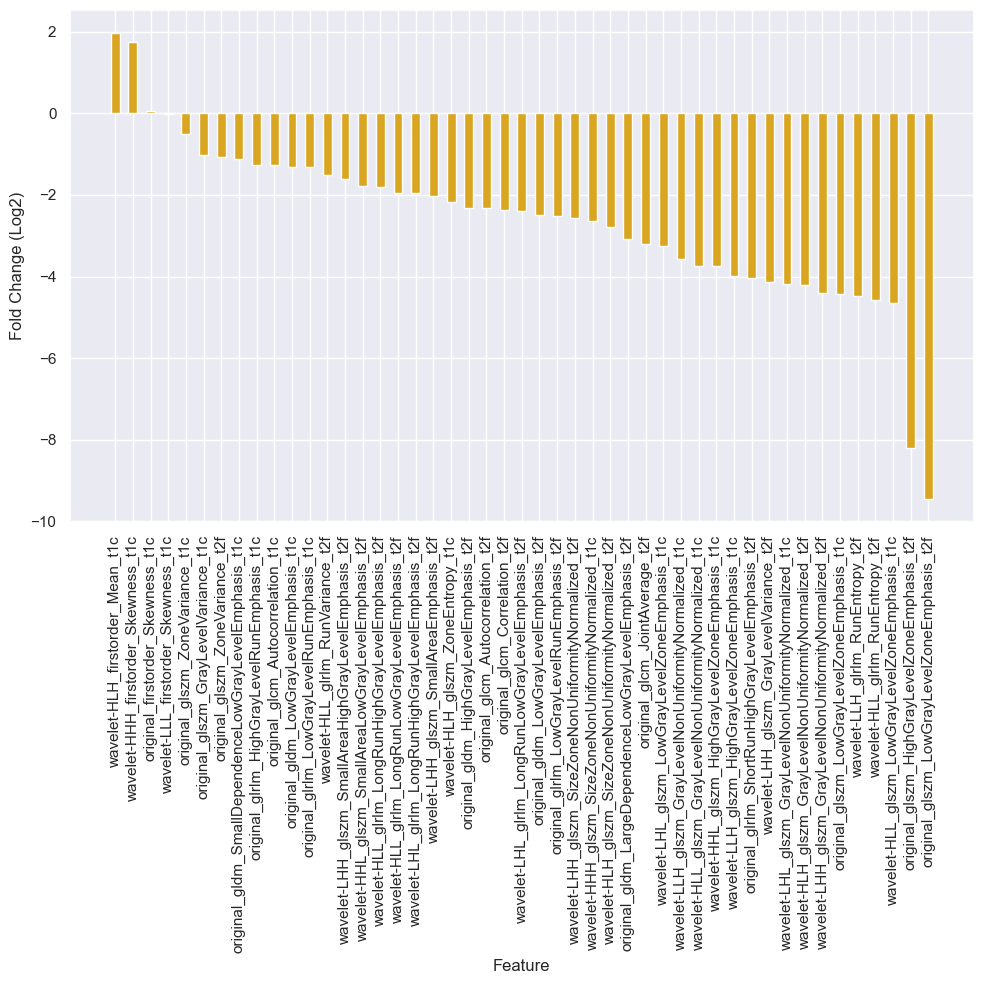 2
0
−2
−4
−6
−8
−10
Fold Change (Log2)
wavelet-HLH_firstorder_Mean_t1c
wavelet-HHH_firstorder_Skewness_t1c
original_firstorder_Skewness_t1c
wavelet-LLL_firstorder_Skewness_t1c
original_glszm_ZoneVariance_t1c
original_glszm_GrayLevelVariance_t1c
original_glszm_ZoneVariance_t2f
original_gldm_SmallDependenceLowGrayLevelEmphasis_t1c
original_glrlm_HighGrayLevelRunEmphasis_t1c
original_glcm_Autocorrelation_t1c
original_gldm_LowGrayLevelEmphasis_t1c
original_glrlm_LowGrayLevelRunEmphasis_t1c
wavelet-HLL_glrlm_RunVariance_t2f
wavelet-LHH_glszm_SmallAreaHighGrayLevelEmphasis_t2f
wavelet-HHL_glszm_SmallAreaLowGrayLevelEmphasis_t2f
wavelet-HLL_glrlm_LongRunHighGrayLevelEmphasis_t2f
wavelet-HLL_glrlm_LongRunLowGrayLevelEmphasis_t2f
wavelet-LHL_glrlm_LongRunHighGrayLevelEmphasis_t2f
wavelet-LHH_glszm_SmallAreaEmphasis_t2f
wavelet-HLH_glszm_ZoneEntropy_t1c
original_gldm_HighGrayLevelEmphasis_t2f
original_glcm_Autocorrelation_t2f
original_glcm_Correlation_t2f
wavelet-LHL_glrlm_LongRunLowGrayLevelEmphasis_t2f
original_gldm_LowGrayLevelEmphasis_t2f
original_glrlm_LowGrayLevelRunEmphasis_t2f
wavelet-LHH_glszm_SizeZoneNonUniformityNormalized_t2f
wavelet-HHH_glszm_SizeZoneNonUniformityNormalized_t1c
wavelet-HLH_glszm_SizeZoneNonUniformityNormalized_t2f
original_gldm_LargeDependenceLowGrayLevelEmphasis_t2f
original_glcm_JointAverage_t2f
wavelet-LHL_glszm_LowGrayLevelZoneEmphasis_t1c
wavelet-LLH_glszm_GrayLevelNonUniformityNormalized_t1c
wavelet-HLL_glszm_GrayLevelNonUniformityNormalized_t1c
wavelet-HHL_glszm_HighGrayLevelZoneEmphasis_t1c
wavelet-LLH_glszm_HighGrayLevelZoneEmphasis_t1c
original_glrlm_ShortRunHighGrayLevelEmphasis_t2f
wavelet-LHH_glszm_GrayLevelVariance_t2f
wavelet-LHL_glszm_GrayLevelNonUniformityNormalized_t1c
wavelet-HLH_glszm_GrayLevelNonUniformityNormalized_t2f
wavelet-LHH_glszm_GrayLevelNonUniformityNormalized_t2f
original_glszm_LowGrayLevelZoneEmphasis_t1c
wavelet-LLH_glrlm_RunEntropy_t2f
wavelet-HLL_glrlm_RunEntropy_t2f
wavelet-HLL_glszm_LowGrayLevelZoneEmphasis_t1c
original_glszm_HighGrayLevelZoneEmphasis_t2f
original_glszm_LowGrayLevelZoneEmphasis_t2f
Feature